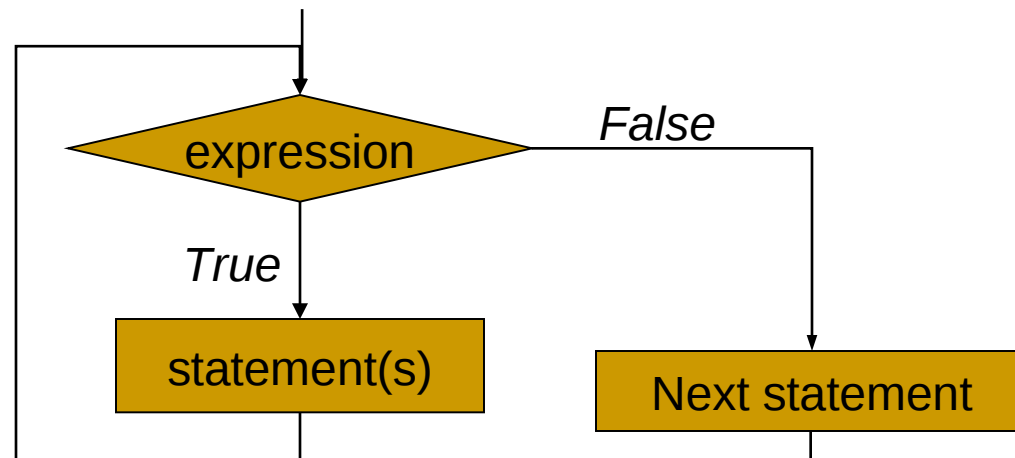 False
expression
True
statement(s)
Next statement